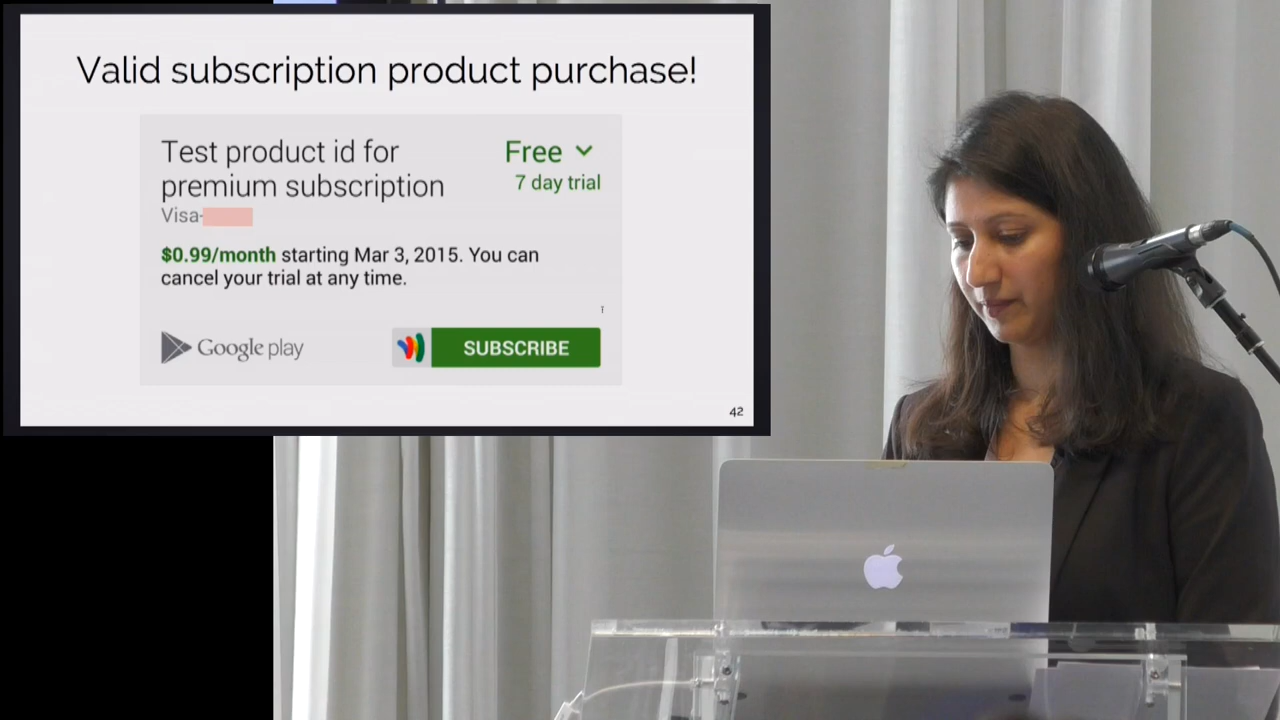 Valid subscription product purchase!
Test product id for
premium subscription
Free
7 day trial
Visa-
$0.99/month starting Mar 3, 2015. You can
cancel your trial at any time.
Google play
SUBSCRIBE
42